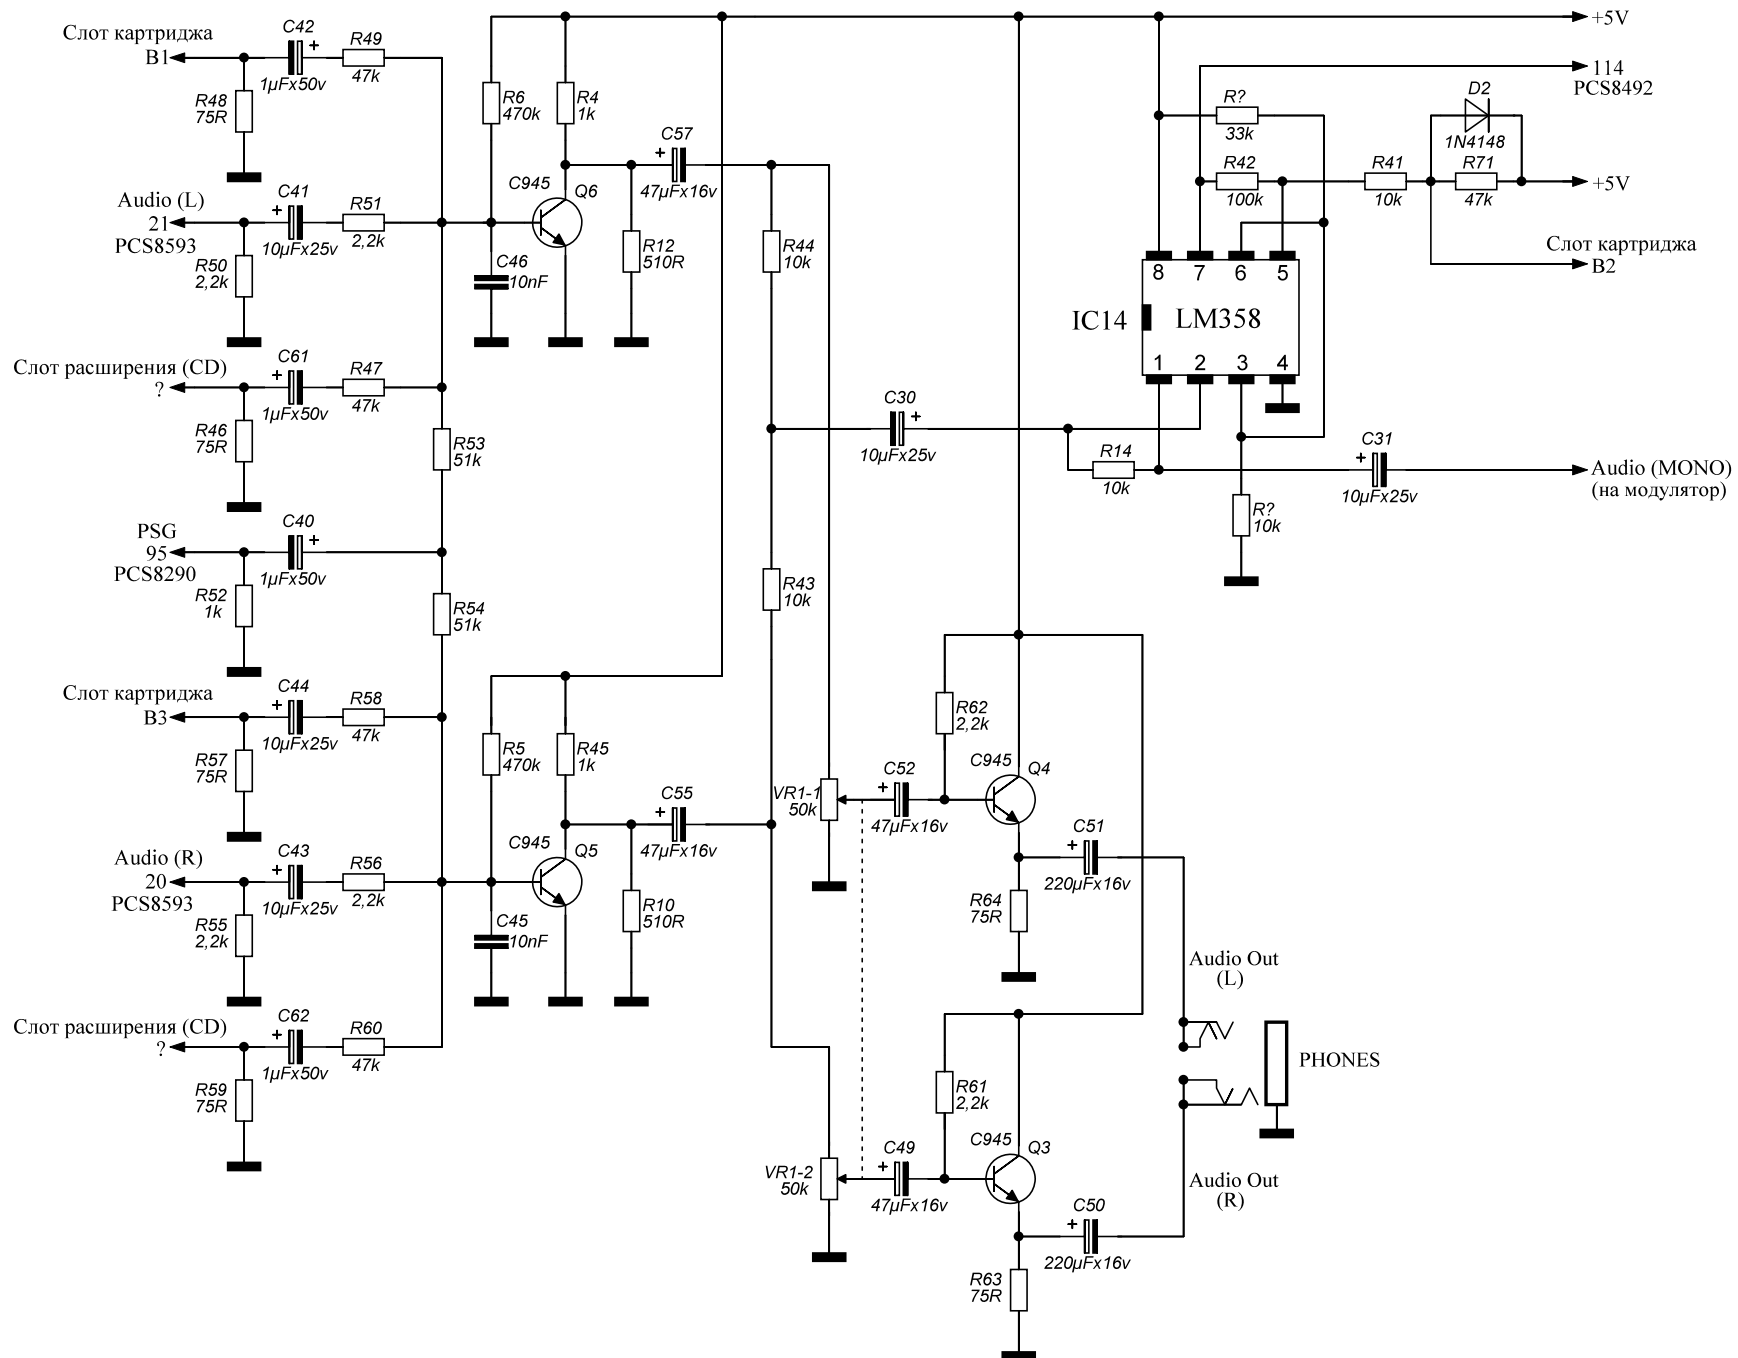 Слот картриджа
B1
C42
+
1µFx50v
R49
47k
R48
75R
Audio (L)
21
PCS8593
C41
+
10µFx25v
R51
2,2k
R50
2,2k
Слот расширения (CD)
?
C61
+
1µFx50v
R47
47k
R46
75R
R53
51k
PSG
95
PCS8290
C40
+
1µFx50v
R52
1k
R54
51k
Слот картриджа
B3
C44
+
10µFx25v
R58
47k
R57
75R
Audio (R)
20
PCS8593
C43
+
10µFx25v
R56
2,2k
R55
2,2k
Слот расширения (CD)
?
C62
+
1µFx50v
R60
47k
R59
75R
R6
470k
R4
1k
C945
Q6
C46
10nF
C57
+
47µFx16v
R12
510R
R5
470k
R45
1k
C945
Q5
C45
10nF
C55
+
47µFx16v
R10
510R
R44
10k
R43
10k
C30
+
10µFx25v
VR1-1
50k
C52
+
47µFx16v
R62
2,2k
C945
Q4
R64
75R
C51
+
220µFx16v
VR1-2
50k
C49
+
47µFx16v
R61
2,2k
C945
Q3
R63
75R
C50
+
220µFx16v
Audio Out
(L)
PHONES
Audio Out
(R)
+5V
114
PCS8492
R?
33k
R42
100k
R41
10k
D2
1N4148
R71
47k
+5V
Слот картриджа
B2
8 7 6 5
IC14
LM358
1 2 3 4
R14
10k
R?
10k
C31
+
10µFx25v
Audio (MONO)
(на модулятор)